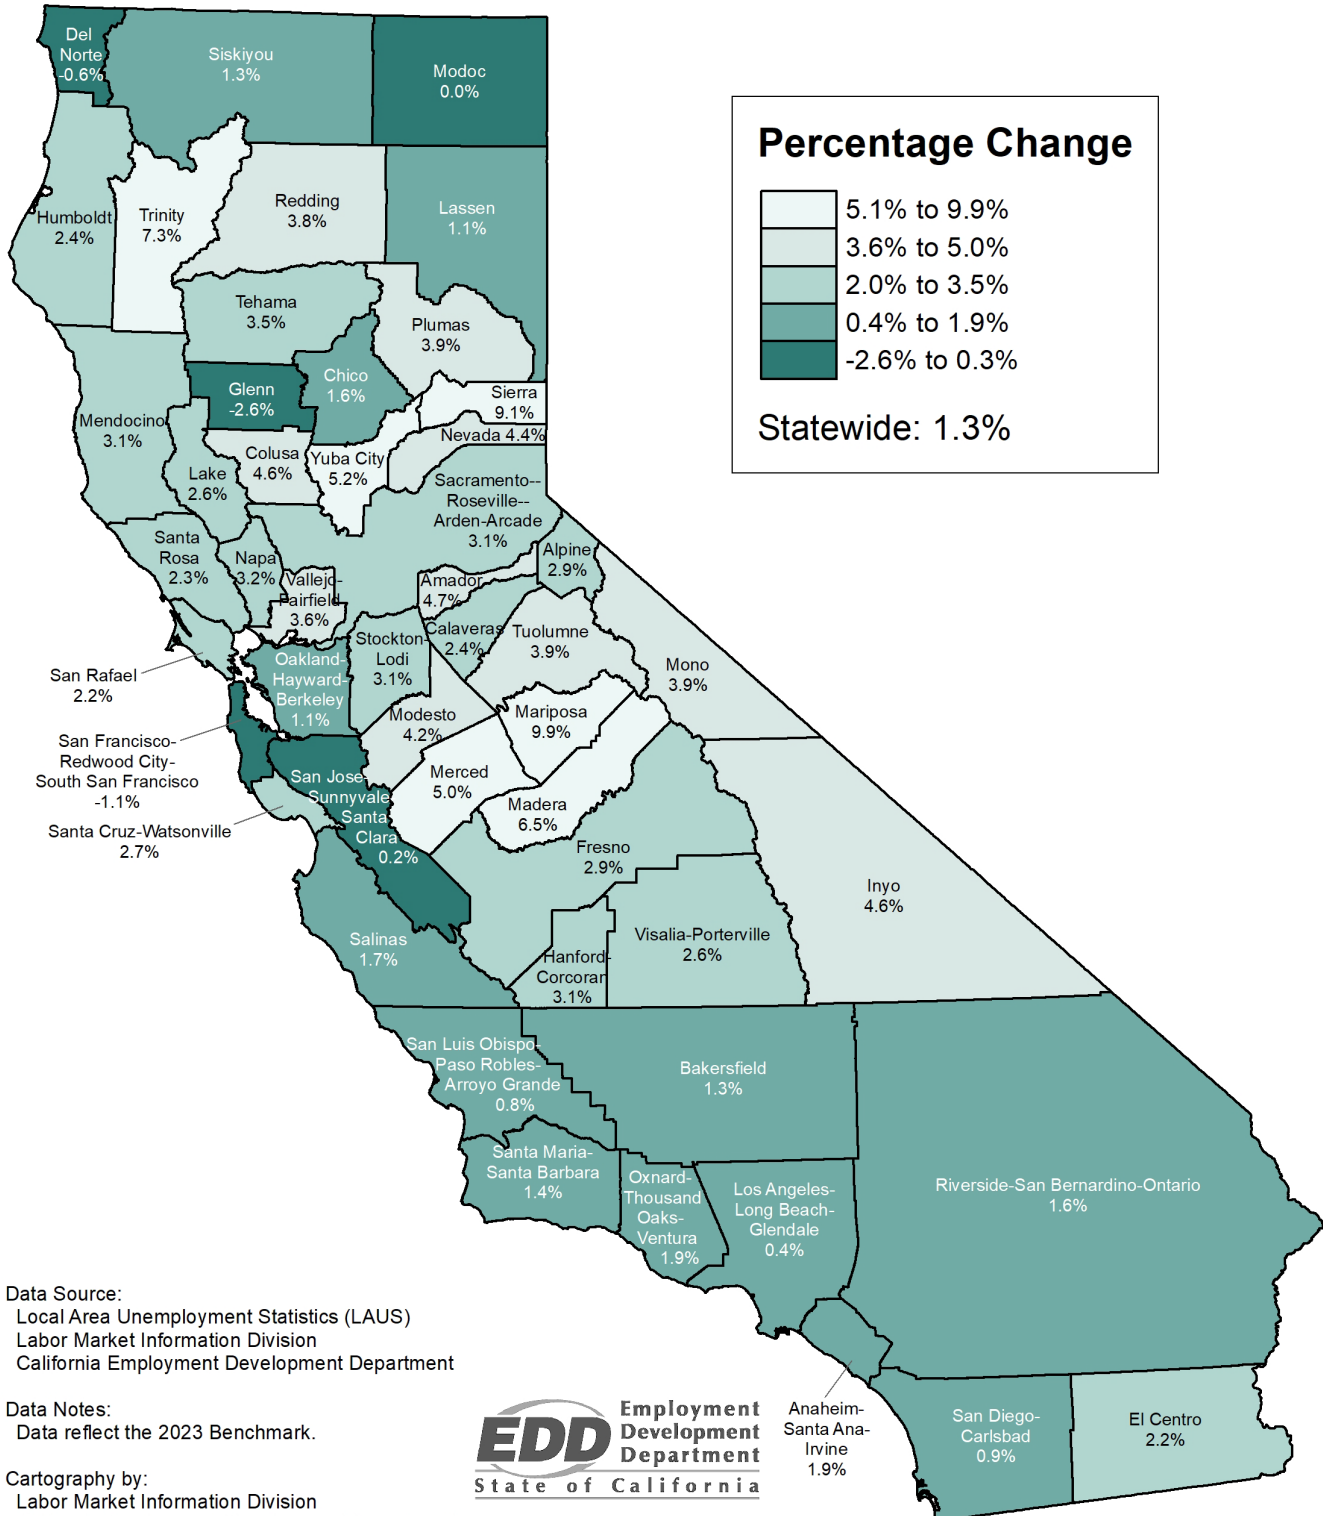 Del
Norte
-0.6%
Siskiyou
1.3%
Modoc
0.0%
Percentage Change
5.1% to 9.9%
3.6% to 5.0%
2.0% to 3.5%
0.4% to 1.9%
-2.6% to 0.3%
Statewide: 1.3%
Humboldt
2.4%
Trinity
7.3%
Redding
3.8%
Lassen
1.1%
Tehama
3.5%
Plumas
3.9%
Glenn
-2.6%
Chico
1.6%
Sierra
9.1%
Nevada 4.4%
Mendocino
3.1%
Lake
2.6%
Colusa
4.6%
Yuba City
5.2%
Sacramento--
Roseville--
Arden-Arcade
3.1%
Santa
Rosa
2.3%
Napa
3.2%
Vallejo-
Fairfield
3.6%
Amador
4.7%
Alpine
2.9%
Calaveras
2.4%
Tuolumne
3.9%
Mono
3.9%
San Rafael
2.2%
Oakland-
Hayward-
Berkeley
1.1%
Stockton-
Lodi
3.1%
Modesto
4.2%
Mariposa
9.9%
San Francisco-
Redwood City-
South San Francisco
-1.1%
Santa Cruz-Watsonville
2.7%
San Jose-
Sunnyvale-
Santa
Clara
0.2%
Merced
5.0%
Madera
6.5%
Fresno
2.9%
Inyo
4.6%
Salinas
1.7%
Hanford-
Corcoran
3.1%
Visalia-Porterville
2.6%
San Luis Obispo-
Paso Robles-
Arroyo Grande
0.8%
Bakersfield
1.3%
Santa Maria-
Santa Barbara
1.4%
Oxnard-
Thousand
Oaks-
Ventura
1.9%
Los Angeles-
Long Beach-
Glendale
0.4%
Riverside-San Bernardino-Ontario
1.6%
Anaheim-
Santa Ana-
Irvine
1.9%
San Diego-
Carlsbad
0.9%
El Centro
2.2%
Data Source:
Local Area Unemployment Statistics (LAUS)
Labor Market Information Division
California Employment Development Department
Data Notes:
Data reflect the 2023 Benchmark.
Cartography by:
Labor Market Information Division
EDD
Employment
Development
Department
State of California